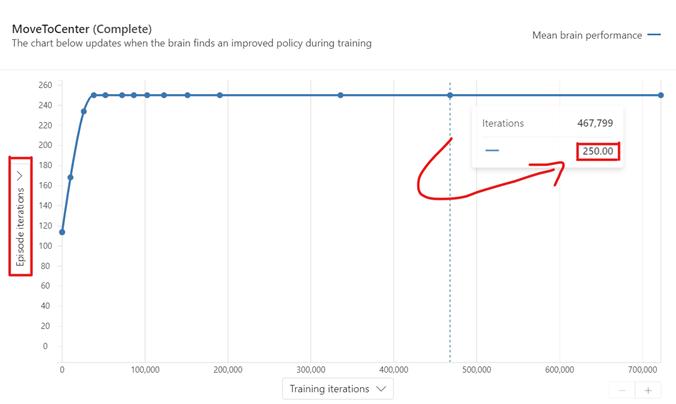 MoveToCenter (Complete)
The chart below updates when the brain finds an improved policy during training
Mean brain performance
Episode iterations
260
240
220
200
180
160
140
120
100
80
60
40
20
0
Iterations 467,799
250.00
0 100,000 200,000 300,000 400,000 500,000 600,000 700,000
Training iterations
− +